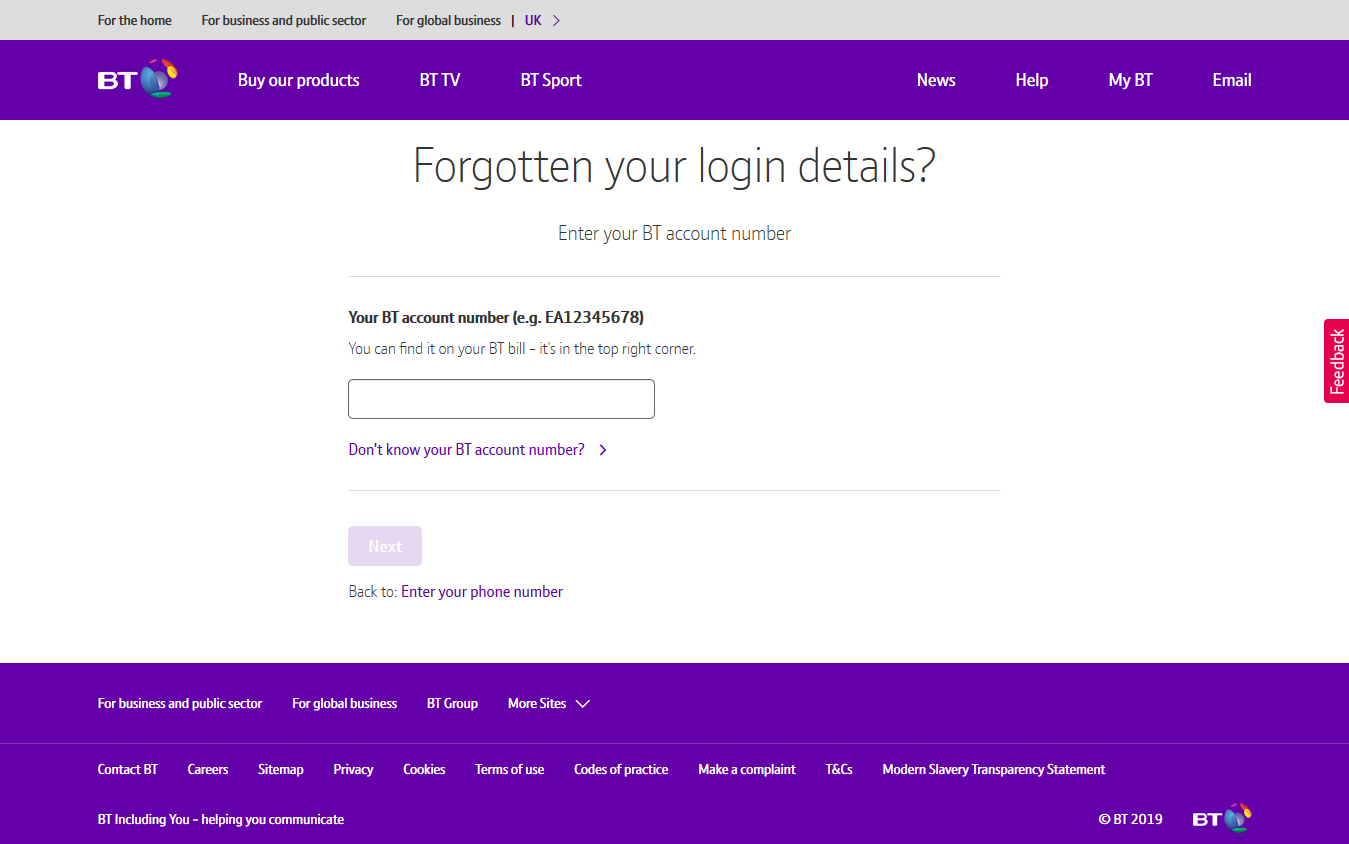 For the home For business and public sector For global business | UK
BT Buy our products BT TV BT Sport News Help My BT Email
Forgotten your login details?
Enter your BT account number
Your BT account number (e.g. EA12345678)
You can find it on your BT bill - it's in the top right corner.
Feedback
Don't know your BT account number?
Next
Back to: Enter your phone number
For business and public sector For global business BT Group More Sites
Contact BT Careers Sitemap Privacy Cookies Terms of use Codes of practice Make a complaint T&Cs Modern Slavery Transparency Statement
BT Including You - helping you communicate © BT 2019 BT